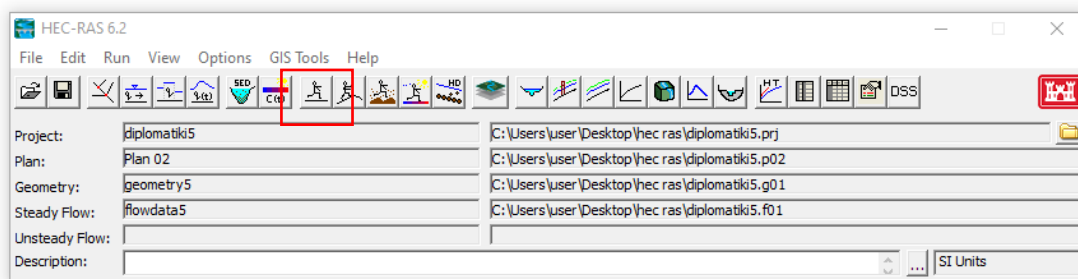 HEC-RAS 6.2
File Edit Run View Options GIS Tools Help
SED HD HT DSS
C(t) (t)
Project: diplomatiki5 C:\Users\user\Desktop\hec ras\diplomatiki5.prj
Plan: Plan 02 C:\Users\user\Desktop\hec ras\diplomatiki5.p02
Geometry: geometry5 C:\Users\user\Desktop\hec ras\diplomatiki5.g01
Steady Flow: flowdata5 C:\Users\user\Desktop\hec ras\diplomatiki5.f01
Unsteady Flow:
Description: ... SI Units